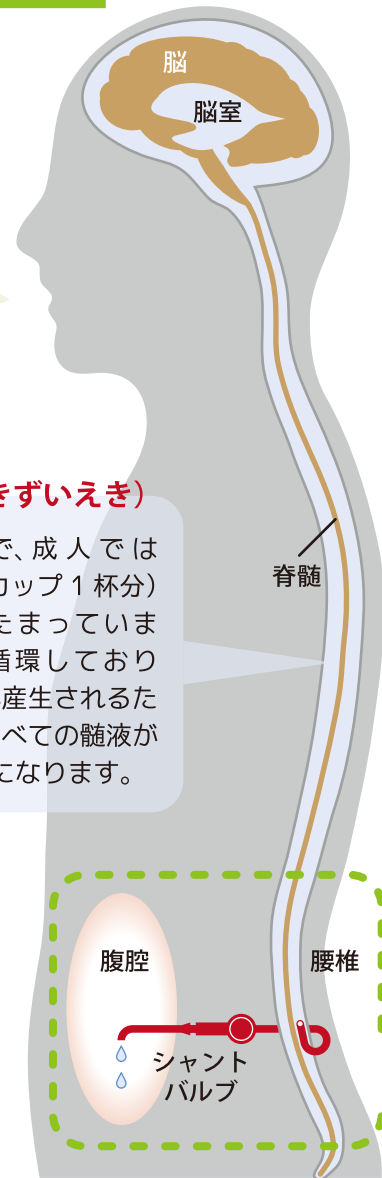 脳
脳室
きずいえき）
で、成人では
カップ１杯分）
たまっていま
循環しており
産生されるた
べての髄液が
になります。
脊髄
腹腔
腰椎
シャント
バルブ